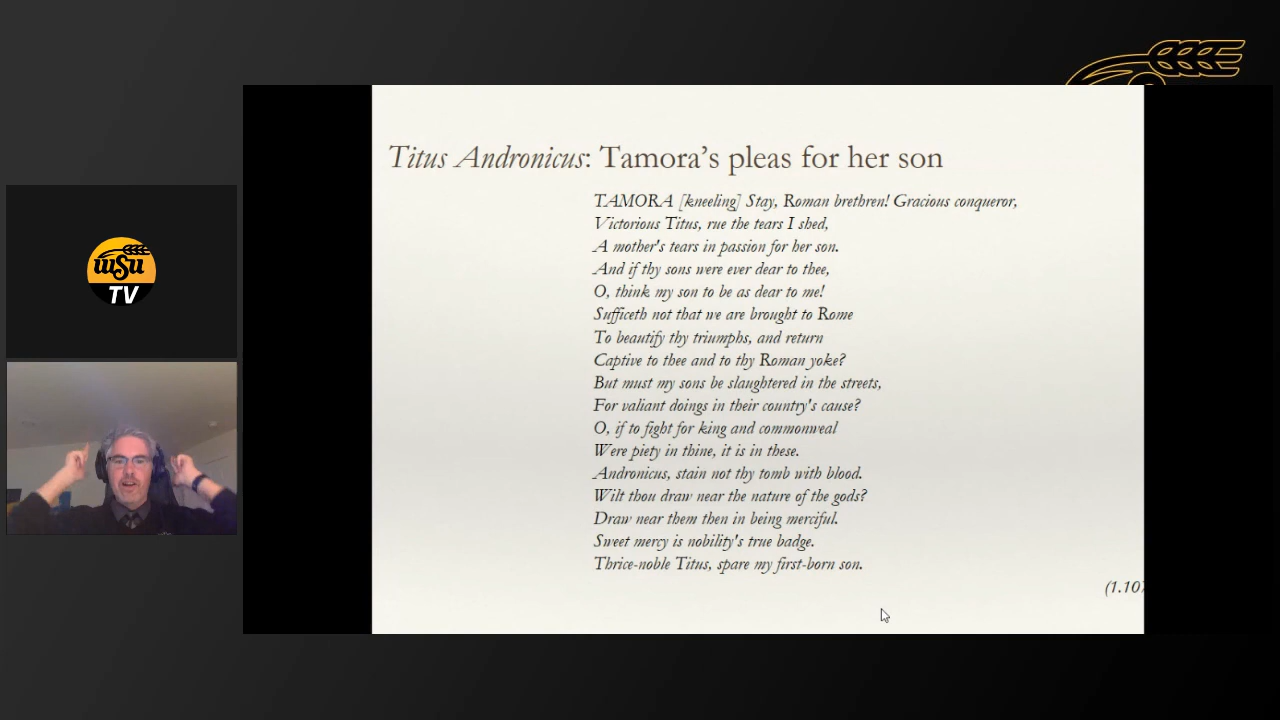 Titus Andronicus: Tamora's pleas for her son
TAMORA [kneeling] Stay, Roman brethren! Gracious conqueror,
Victorious Titus, rue the tears I shed,
A mother's tears in passion for her son.
And if thy sons were ever dear to thee,
O, think my son to be as dear to me!
Sufficeth not that we are brought to Rome
To beautify thy triumphs, and return
Captive to thee and to thy Roman yoke?
But must my sons be slaughtered in the streets,
For valiant doings in their country's cause?
O, if to fight for king and commonweal
Were piety in thine, it is in these.
Andronicus, stain not thy tomb with blood.
Wilt thou draw near the nature of the gods?
Draw near them then in being merciful.
Sweet mercy is nobility's true badge.
Thrice-noble Titus, spare my first-born son.
(1.107
wsu
TV